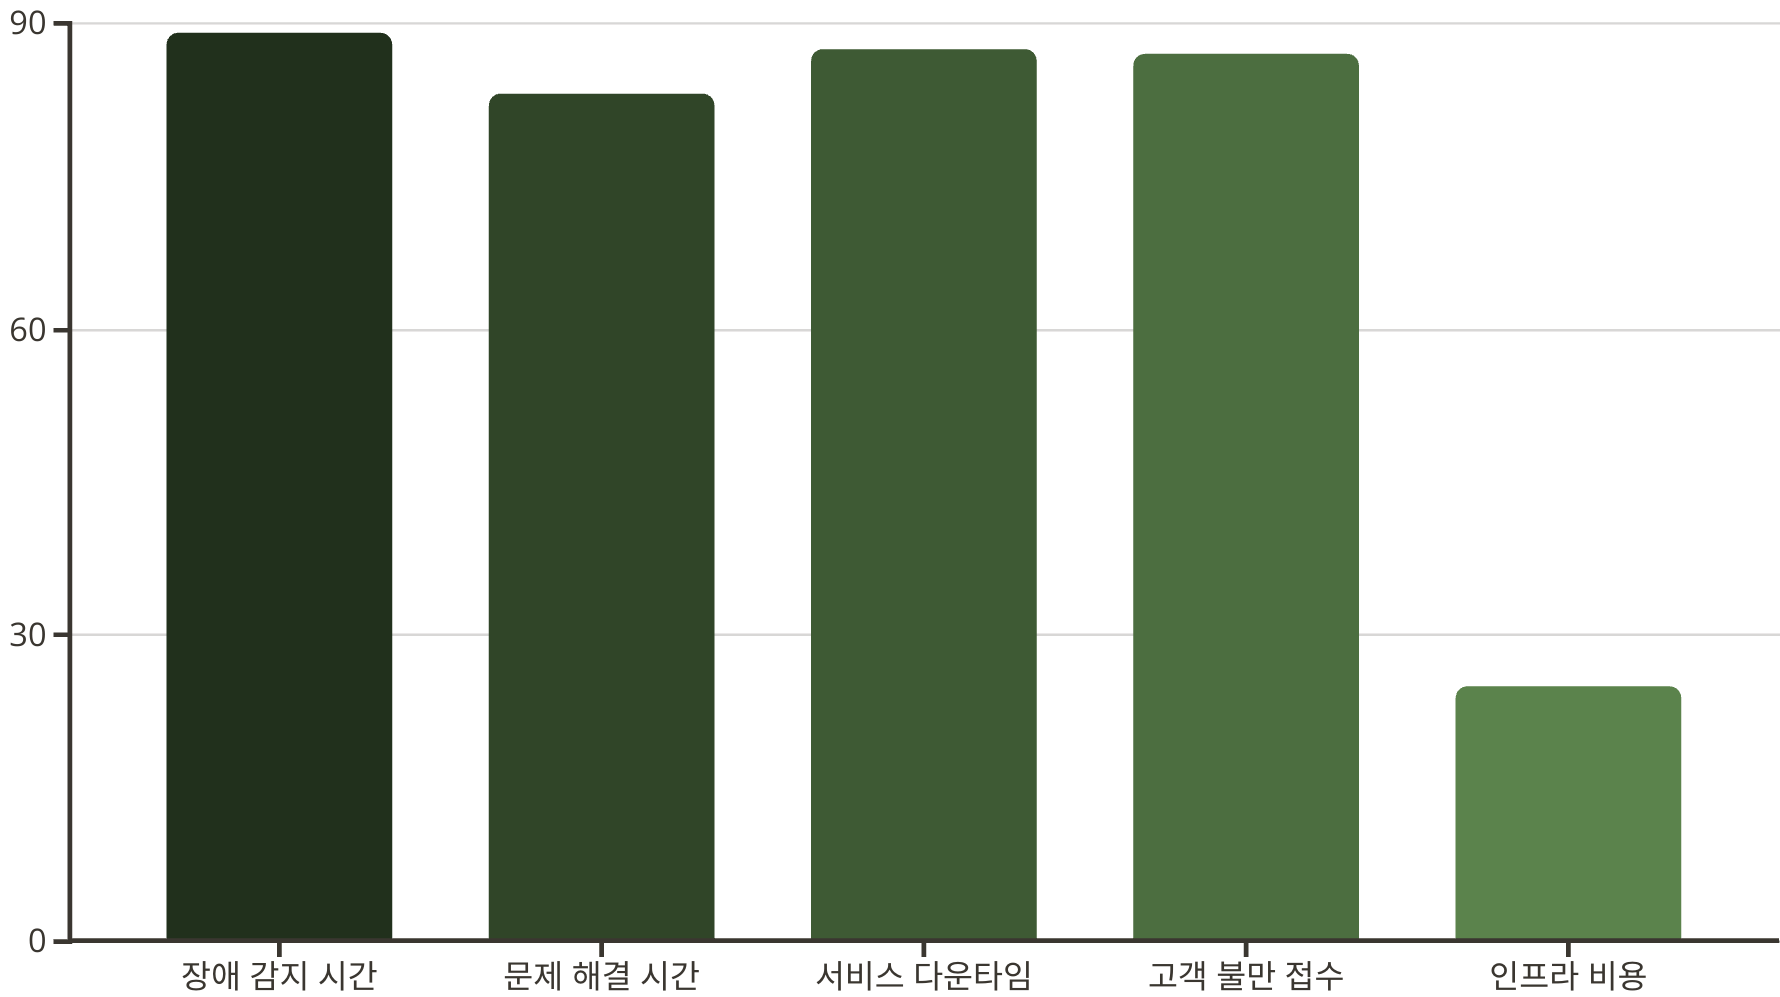 90
60
30
0
장애 감지 시간
문제 해결 시간
서비스 다운타임
고객 불만 접수
인프라 비용